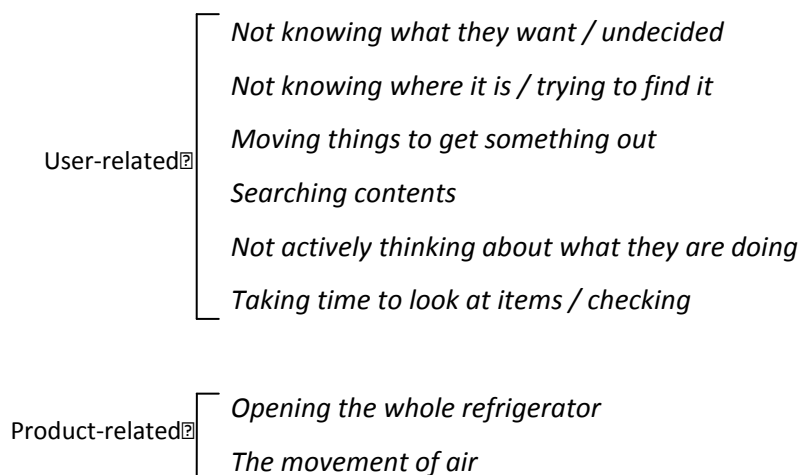 Not knowing what they want / undecided
Not knowing where it is / trying to find it
Moving things to get something out
User-related⍰
Searching contents
Not actively thinking about what they are doing
Taking time to look at items / checking
Opening the whole refrigerator
Product-related⍰
The movement of air